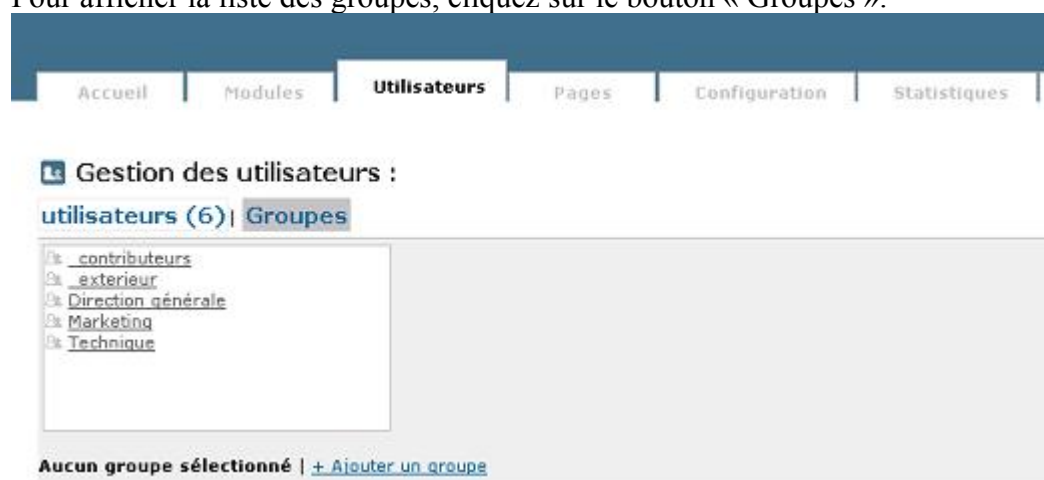 Pour afficher la liste des groupes, cliquez sur le bouton « Groupes ».
Accueil Modules Utilisateurs Pages Configuration Statistiques
Gestion des utilisateurs :
utilisateurs (6)| Groupes
_contributeurs
_exterieur
Direction générale
Marketing
Technique
Aucun groupe sélectionné | + Ajouter un groupe